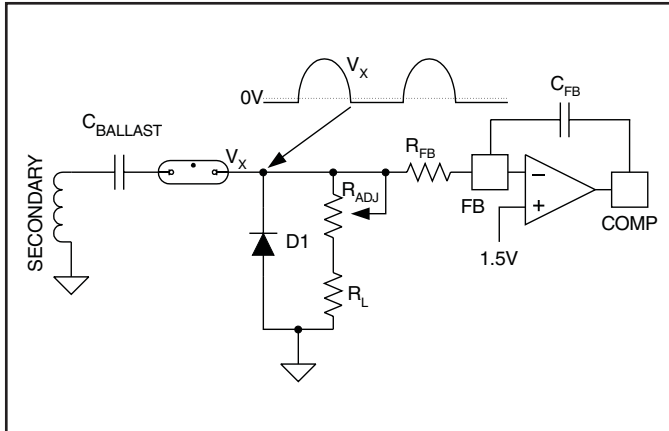 V_X
0V
C_BALLAST
C_FB
V_X
R_FB
SECONDARY
R_ADJ
FB
COMP
D1
1.5V
R_L